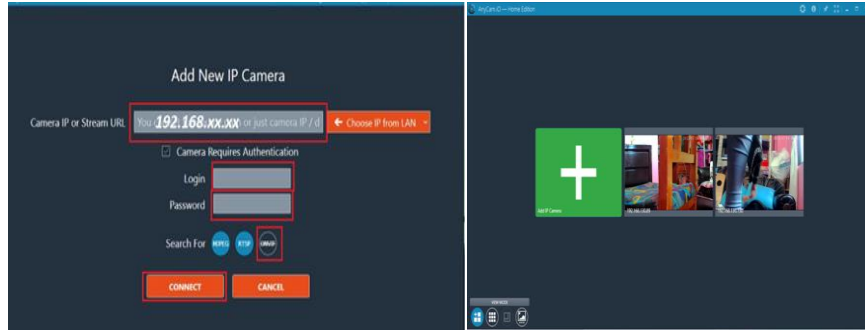 Add New IP Camera
Camera IP or Stream URL
You c 192.168.xx.xx n or just camera IP / d
Choose IP from LAN
Camera Requires Authentication
Login
Password
Search For
MJPEG RTSP ONVIF
CONNECT CANCEL
AnyCam.iO — Home Edition
Add IP Camera
VIEW MODE